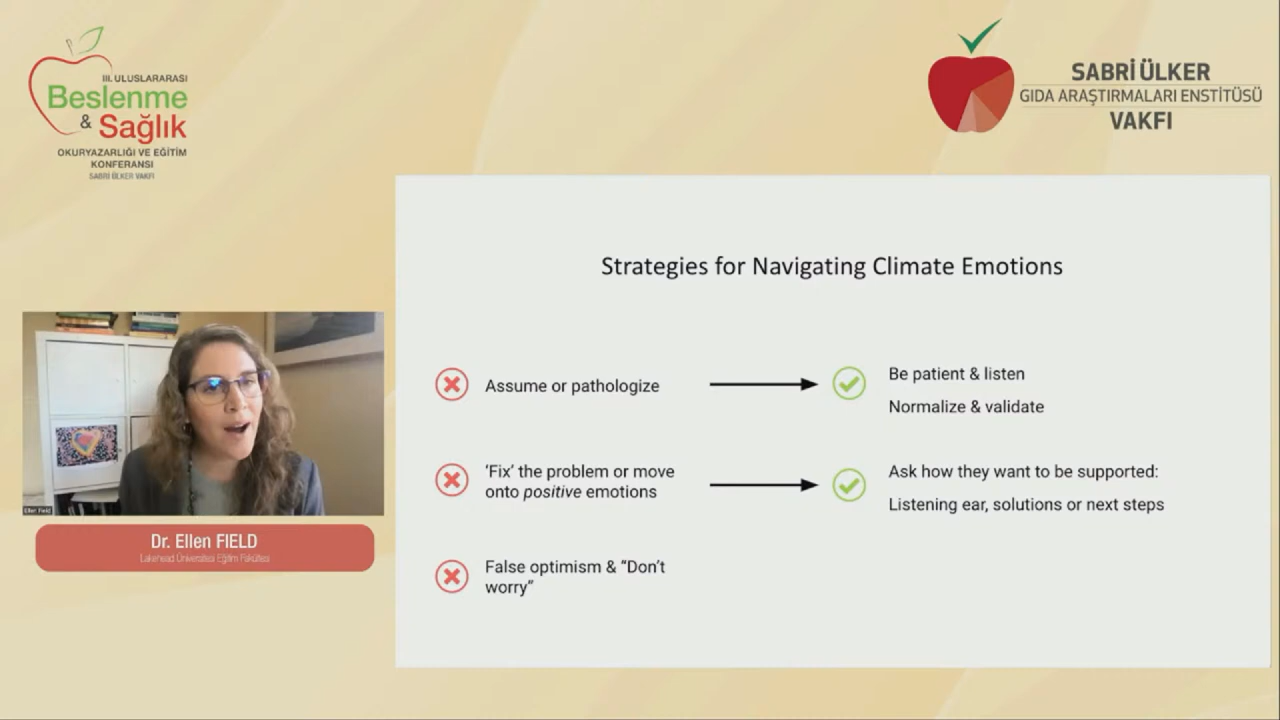 III. ULUSLARARASI
Beslenme
& Sağlık
OKURYAZARLIĞI VE EĞİTİM
KONFERANSI
SABRİ ÜLKER VAKFI
SABRİ ÜLKER
GIDA ARAŞTIRMALARI ENSTİTÜSÜ
VAKFI
Strategies for Navigating Climate Emotions
Assume or pathologize
Be patient & listen
Normalize & validate
‘Fix’ the problem or move
onto positive emotions
Ask how they want to be supported:
Listening ear, solutions or next steps
False optimism & “Don’t
worry”
Ellen Field
Dr. Ellen FIELD
Lakehead Üniversitesi Eğitim Fakültesi